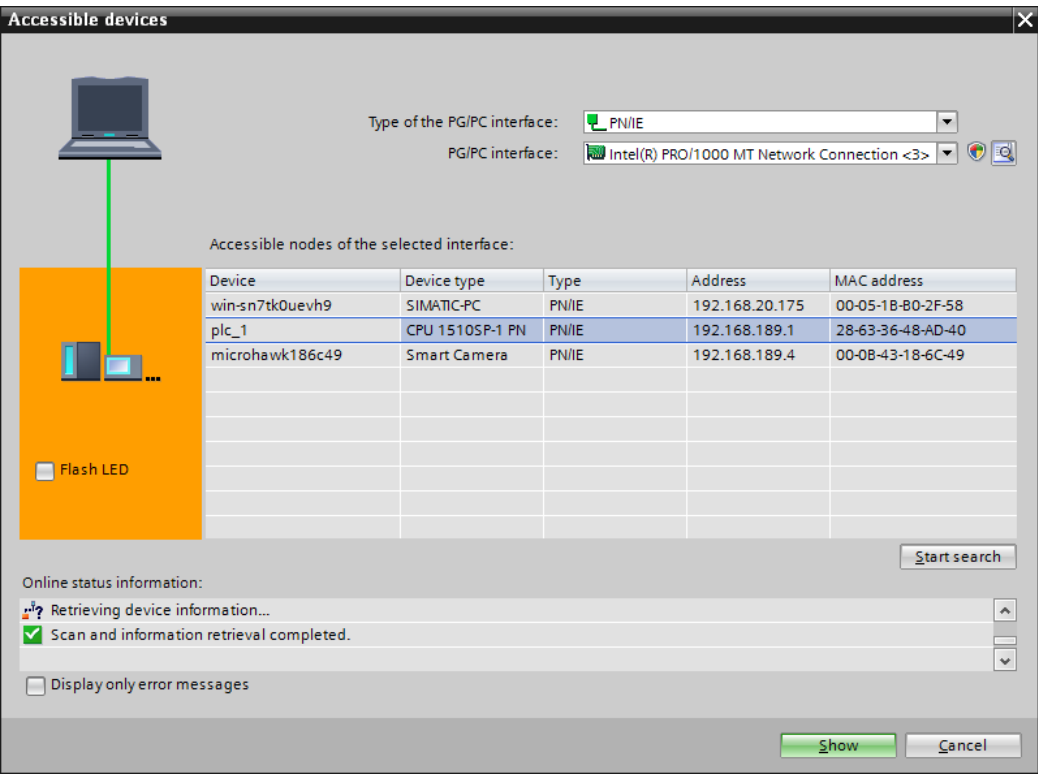 Accessible devices
Type of the PG/PC interface: PN/IE
PG/PC interface: Intel(R) PRO/1000 MT Network Connection <3>
Accessible nodes of the selected interface:
Device Device type Type Address MAC address
win-sn7tk0uevh9 SIMATIC-PC PN/IE 192.168.20.175 00-05-1B-B0-2F-58
plc_1 CPU 1510SP-1 PN PN/IE 192.168.189.1 28-63-36-48-AD-40
microhawk186c49 Smart Camera PN/IE 192.168.189.4 00-0B-43-18-6C-49
Flash LED
Start search
Online status information:
Retrieving device information...
Scan and information retrieval completed.
Display only error messages
Show Cancel